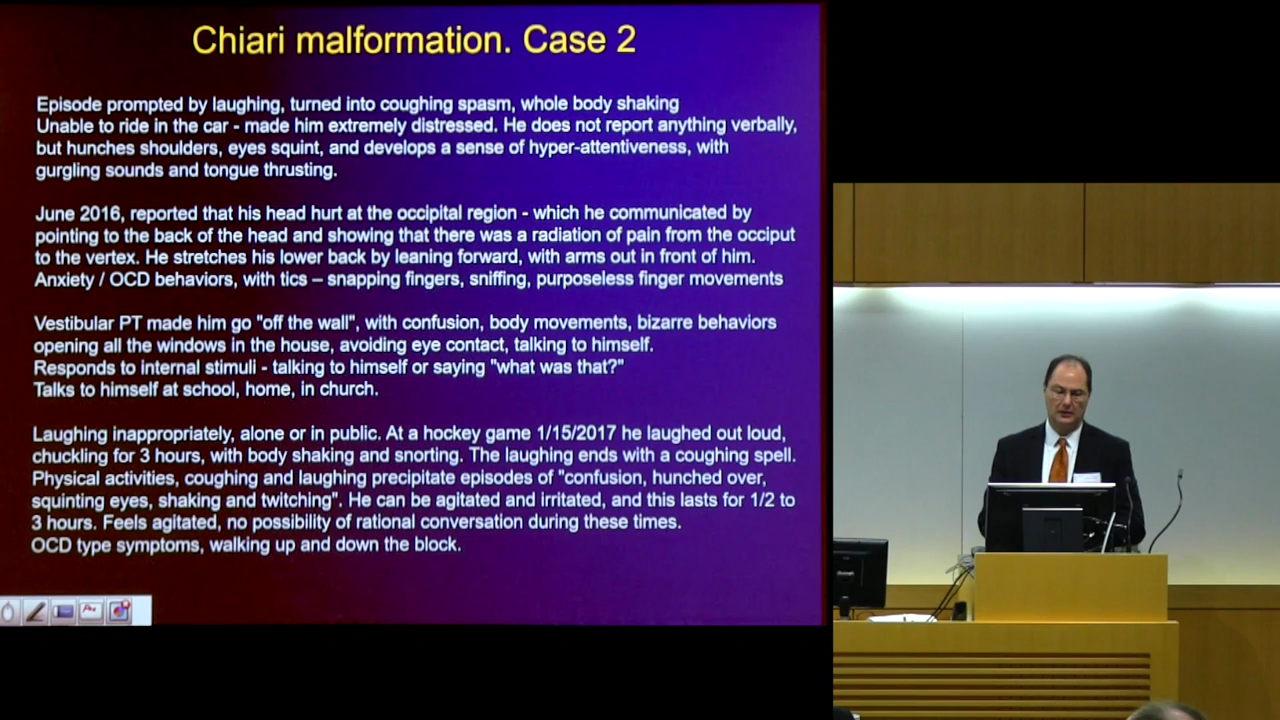 Chiari malformation. Case 2
Episode prompted by laughing, turned into coughing spasm, whole body shaking
Unable to ride in the car - made him extremely distressed. He does not report anything verbally,
but hunches shoulders, eyes squint, and develops a sense of hyper-attentiveness, with
gurgling sounds and tongue thrusting.
June 2016, reported that his head hurt at the occipital region - which he communicated by
pointing to the back of the head and showing that there was a radiation of pain from the occiput
to the vertex. He stretches his lower back by leaning forward, with arms out in front of him.
Anxiety / OCD behaviors, with tics – snapping fingers, sniffing, purposeless finger movements
Vestibular PT made him go "off the wall", with confusion, body movements, bizarre behaviors
opening all the windows in the house, avoiding eye contact, talking to himself.
Responds to internal stimuli - talking to himself or saying "what was that?"
Talks to himself at school, home, in church.
Laughing inappropriately, alone or in public. At a hockey game 1/15/2017 he laughed out loud,
chuckling for 3 hours, with body shaking and snorting. The laughing ends with a coughing spell.
Physical activities, coughing and laughing precipitate episodes of "confusion, hunched over,
squinting eyes, shaking and twitching". He can be agitated and irritated, and this lasts for 1/2 to
3 hours. Feels agitated, no possibility of rational conversation during these times.
OCD type symptoms, walking up and down the block.